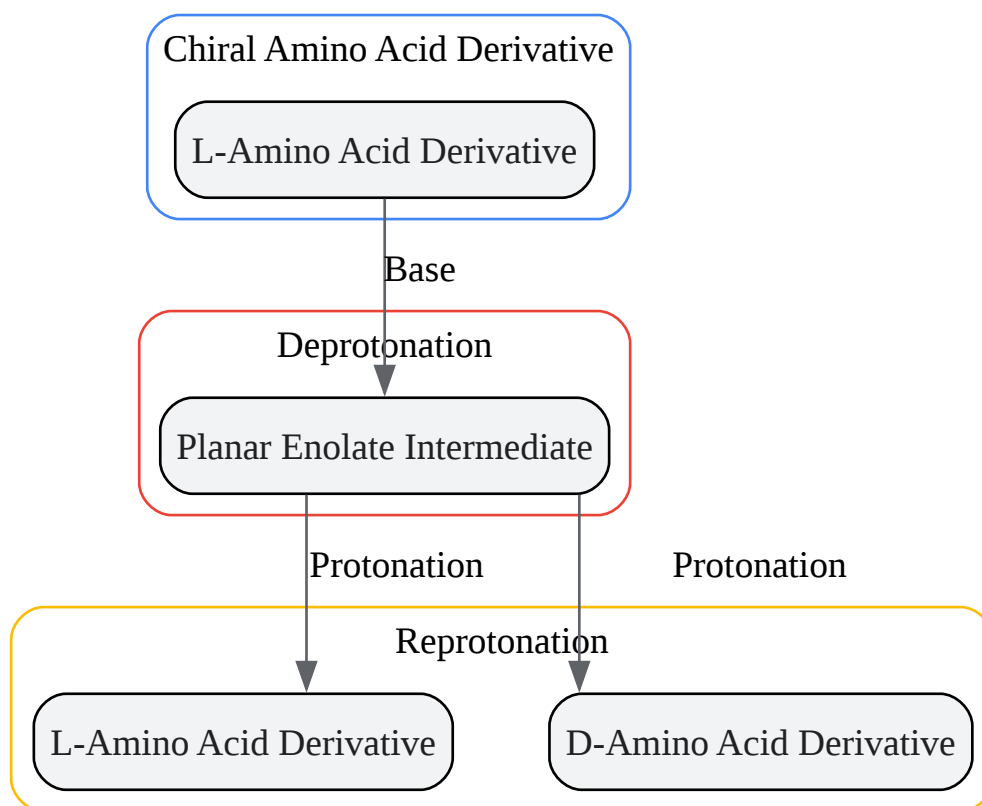 Chiral Amino Acid Derivative
L-Amino Acid Derivative
Base
Deprotonation
Planar Enolate Intermediate
Protonation
Protonation
Reprotonation
L-Amino Acid Derivative
D-Amino Acid Derivative